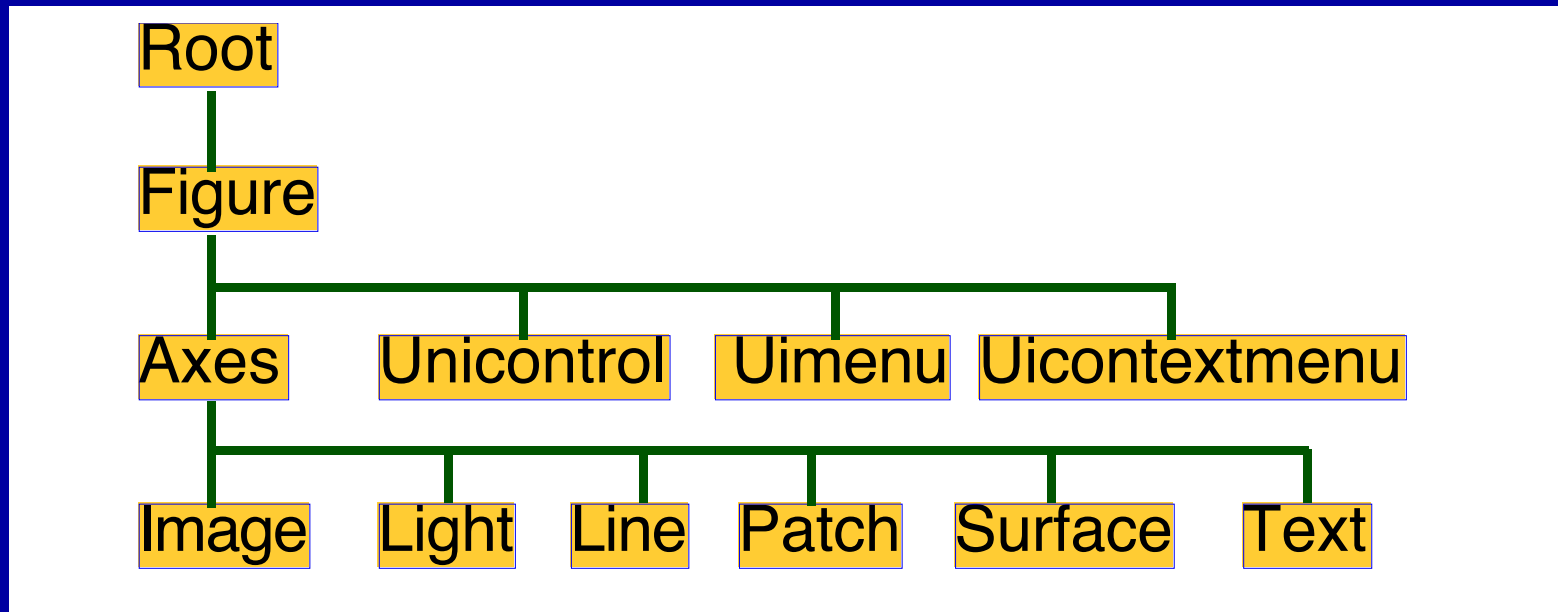 Root
Figure
Axes Unicontrol Uimenu Uicontextmenu
Image Light Line Patch Surface Text